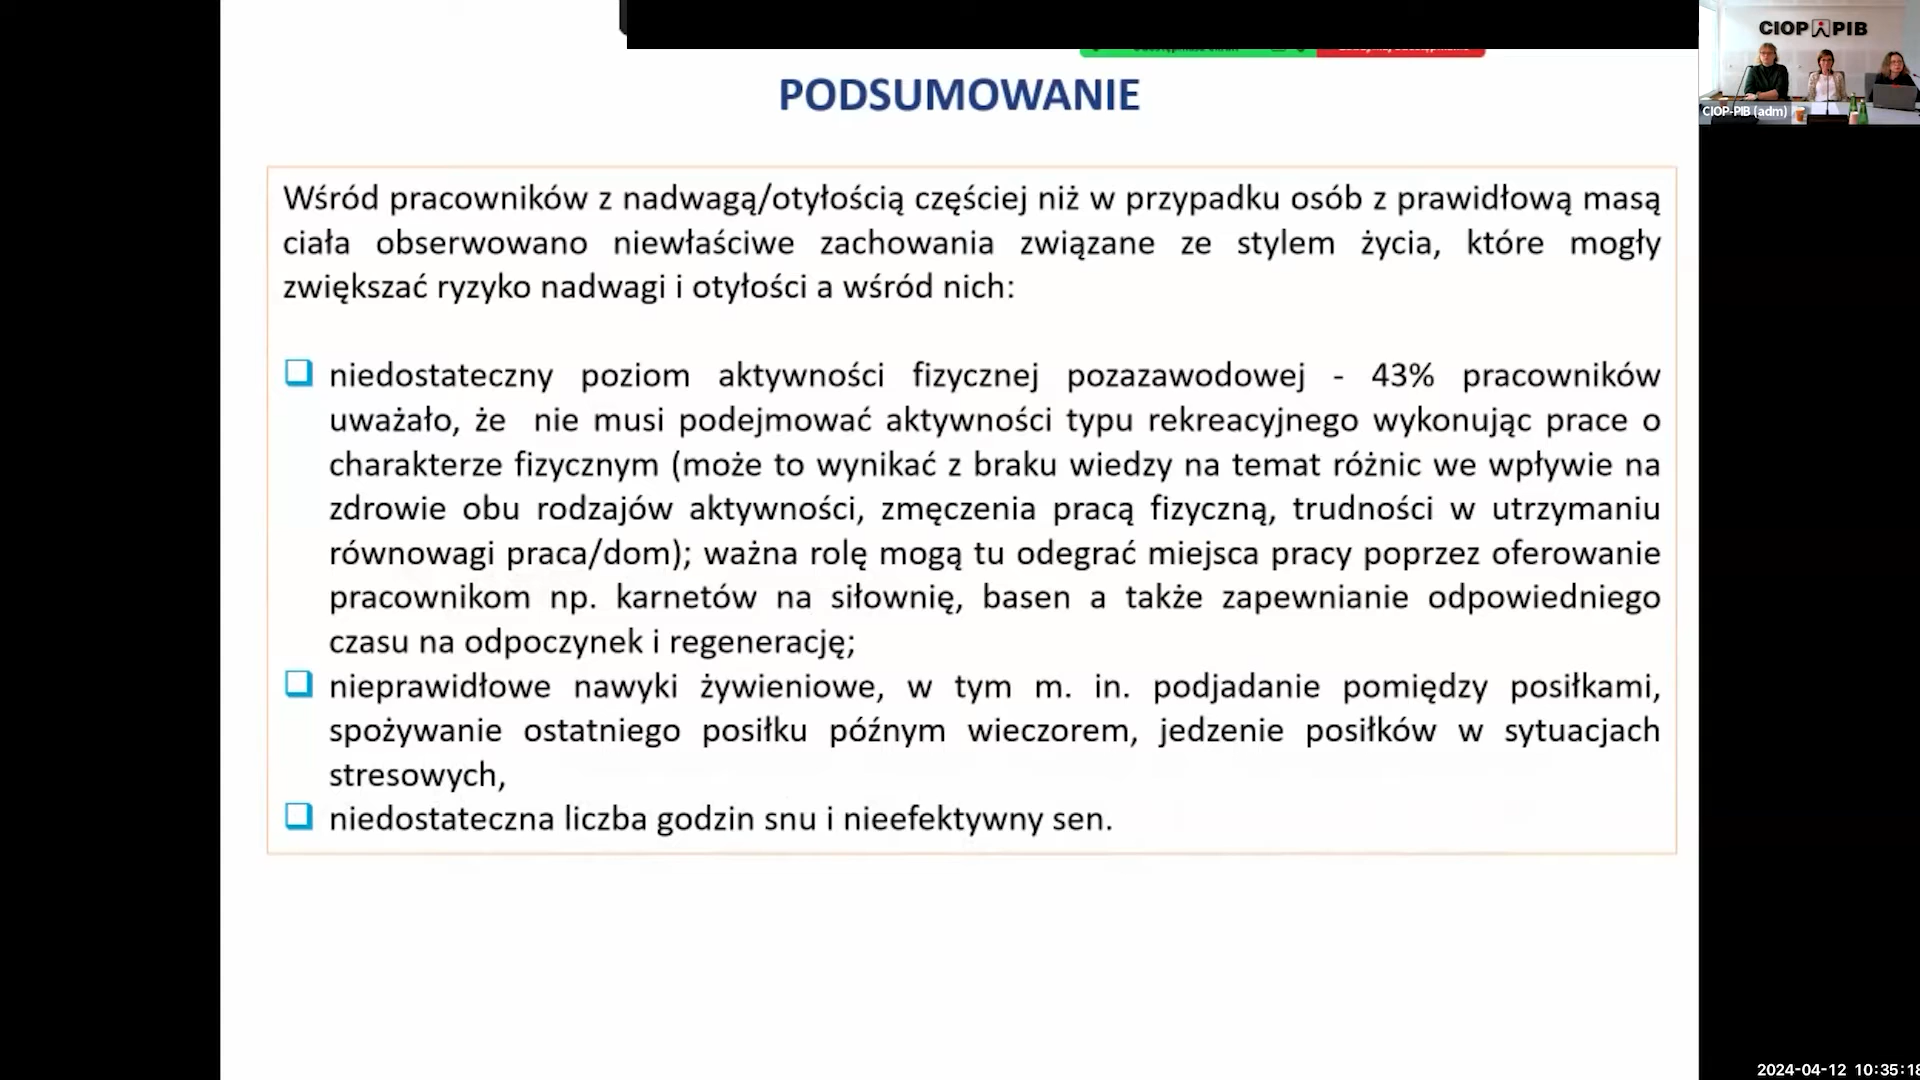 PODSUMOWANIE
Wśród pracowników z nadwagą/otyłością częściej niż w przypadku osób z prawidłową masą
ciała obserwowano niewłaściwe zachowania związane ze stylem życia, które mogły
zwiększać ryzyko nadwagi i otyłości a wśród nich:
niedostateczny poziom aktywności fizycznej pozazawodowej - 43% pracowników
uważało, że nie musi podejmować aktywności typu rekreacyjnego wykonując prace o
charakterze fizycznym (może to wynikać z braku wiedzy na temat różnic we wpływie na
zdrowie obu rodzajów aktywności, zmęczenia pracą fizyczną, trudności w utrzymaniu
równowagi praca/dom); ważna rolę mogą tu odegrać miejsca pracy poprzez oferowanie
pracownikom np. karnetów na siłownię, basen a także zapewnianie odpowiedniego
czasu na odpoczynek i regenerację;
nieprawidłowe nawyki żywieniowe, w tym m. in. podjadanie pomiędzy posiłkami,
spożywanie ostatniego posiłku późnym wieczorem, jedzenie posiłków w sytuacjach
stresowych,
niedostateczna liczba godzin snu i nieefektywny sen.
CIOP PIB
CIOP-PIB (adm)
2024-04-12 10:35:18